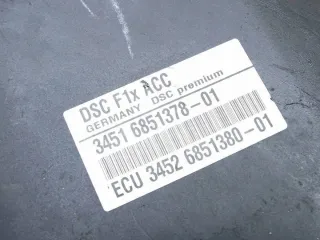 DSC F1x ACC
GERMANY DSC premium
3451 6851378-01
ECU 3452 6851380-01